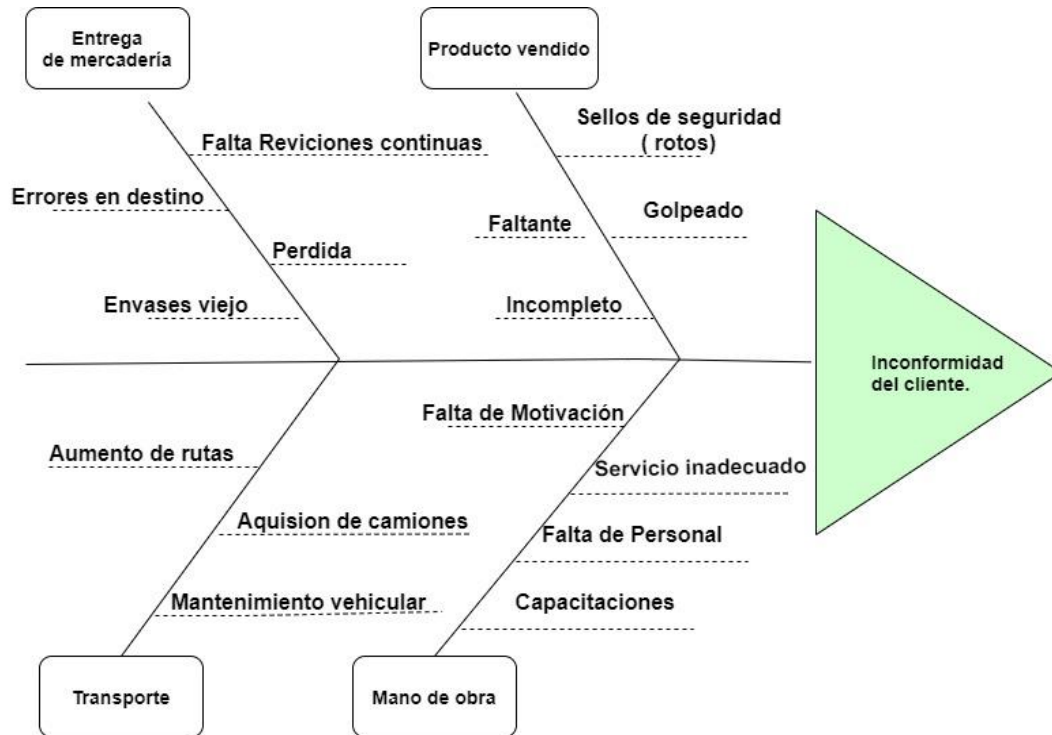 Entrega
de mercadería
Producto vendido
Sellos de seguridad
( rotos)
Falta Reviciones continuas
Errores en destino
Golpeado
Faltante
Perdida
Envases viejo
Incompleto
Inconformidad
del cliente.
Falta de Motivación
Aumento de rutas
Servicio inadecuado
Aquision de camiones
Falta de Personal
Mantenimiento vehicular
Capacitaciones
Transporte
Mano de obra